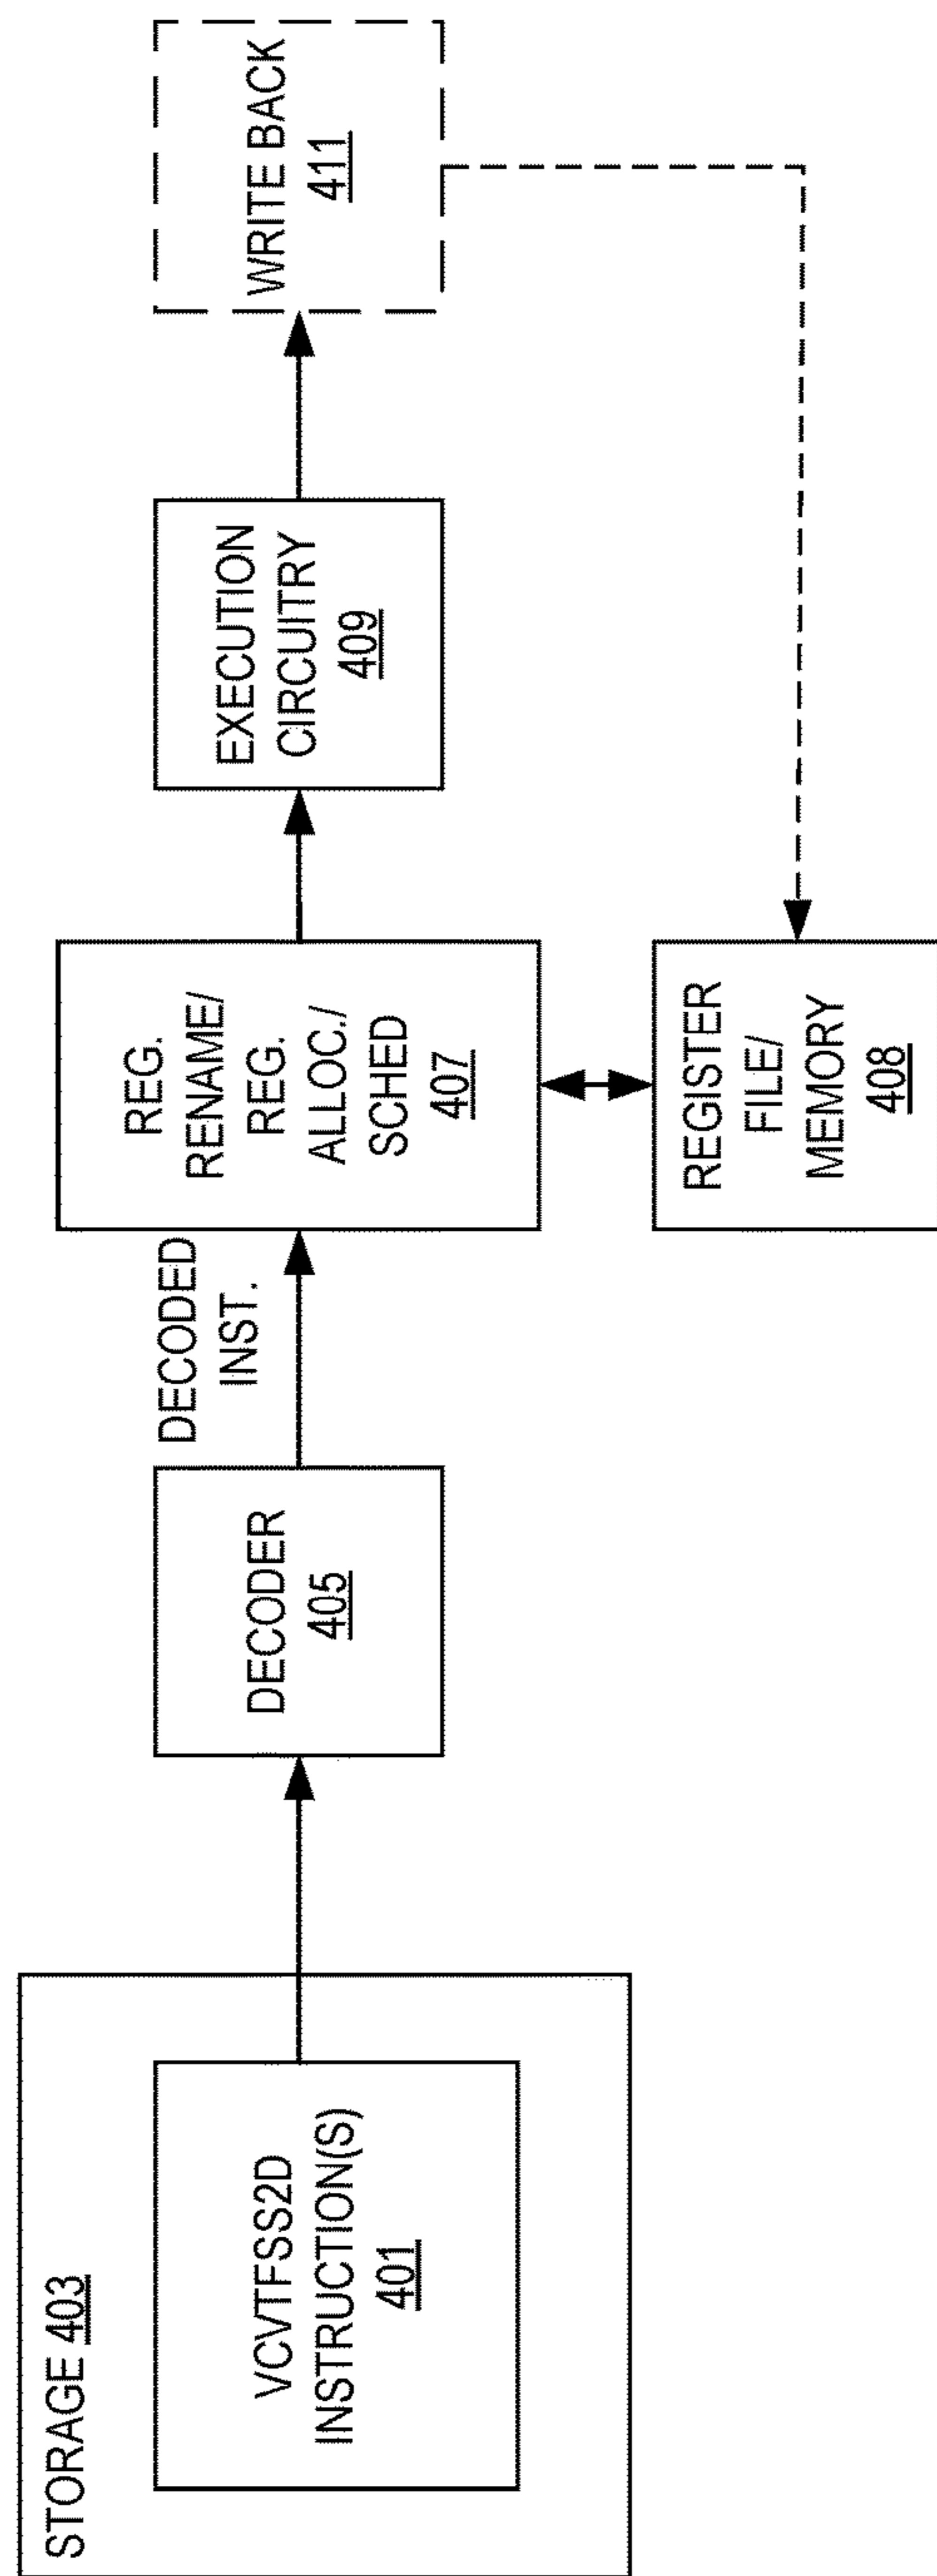 STORAGE 403
VCVTFSS2D
INSTRUCTION(S)
401
DECODER
405
DECODED
INST.
REG.
RENAME/
REG.
ALLOC./
SCHED
407
REGISTER
FILE/
MEMORY
408
EXECUTION
CIRCUITRY
409
WRITE BACK
411